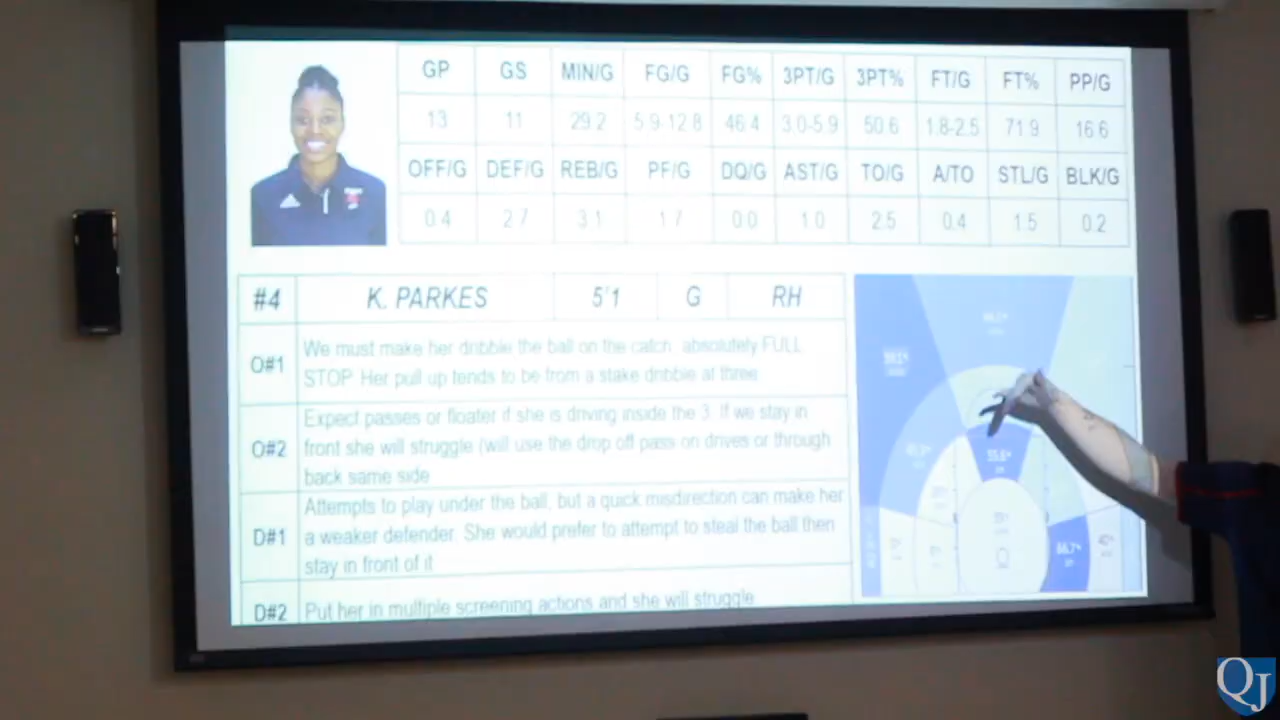 GP GS MIN/G FG/G FG% 3PT/G 3PT% FT/G FT% PP/G
13 11 29.2 5.9-12.8 46.4 3.0-5.9 50.6 1.8-2.5 71.9 16.6
OFF/G DEF/G REB/G PF/G DQ/G AST/G TO/G A/TO STL/G BLK/G
0.4 2.7 3.1 1.7 0.0 1.0 2.5 0.4 1.5 0.2
#4 K. PARKES 5'1 G RH
O#1 We must make her dribble the ball on the catch, absolutely FULL
STOP. Her pull up tends to be from a stake dribble at three
O#2 Expect passes or floater if she is driving inside the 3. If we stay in
front she will struggle (will use the drop off pass on drives or through
back same side
D#1 Attempts to play under the ball, but a quick misdirection can make her
a weaker defender. She would prefer to attempt to steal the ball then
stay in front of it
D#2 Put her in multiple screening actions and she will struggle
55.6*
66.7*
QJ